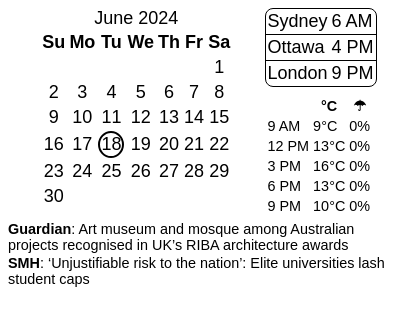 June 2024
Su Mo Tu We Th Fr Sa
1
2 3 4 5 6 7 8
9 10 11 12 13 14 15
16 17 18 19 20 21 22
23 24 25 26 27 28 29
30
Sydney 6 AM
Ottawa 4 PM
London 9 PM
°C ☂
9 AM 9°C 0%
12 PM 13°C 0%
3 PM 16°C 0%
6 PM 13°C 0%
9 PM 10°C 0%
Guardian: Art museum and mosque among Australian
projects recognised in UK’s RIBA architecture awards
SMH: ‘Unjustifiable risk to the nation’: Elite universities lash
student caps